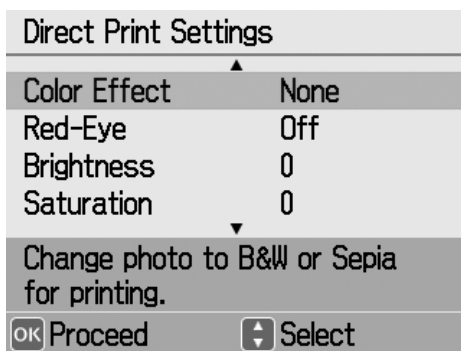 Direct Print Settings
Color Effect None
Red-Eye Off
Brightness 0
Saturation 0
Change photo to B&W or Sepia
for printing.
OK Proceed Select